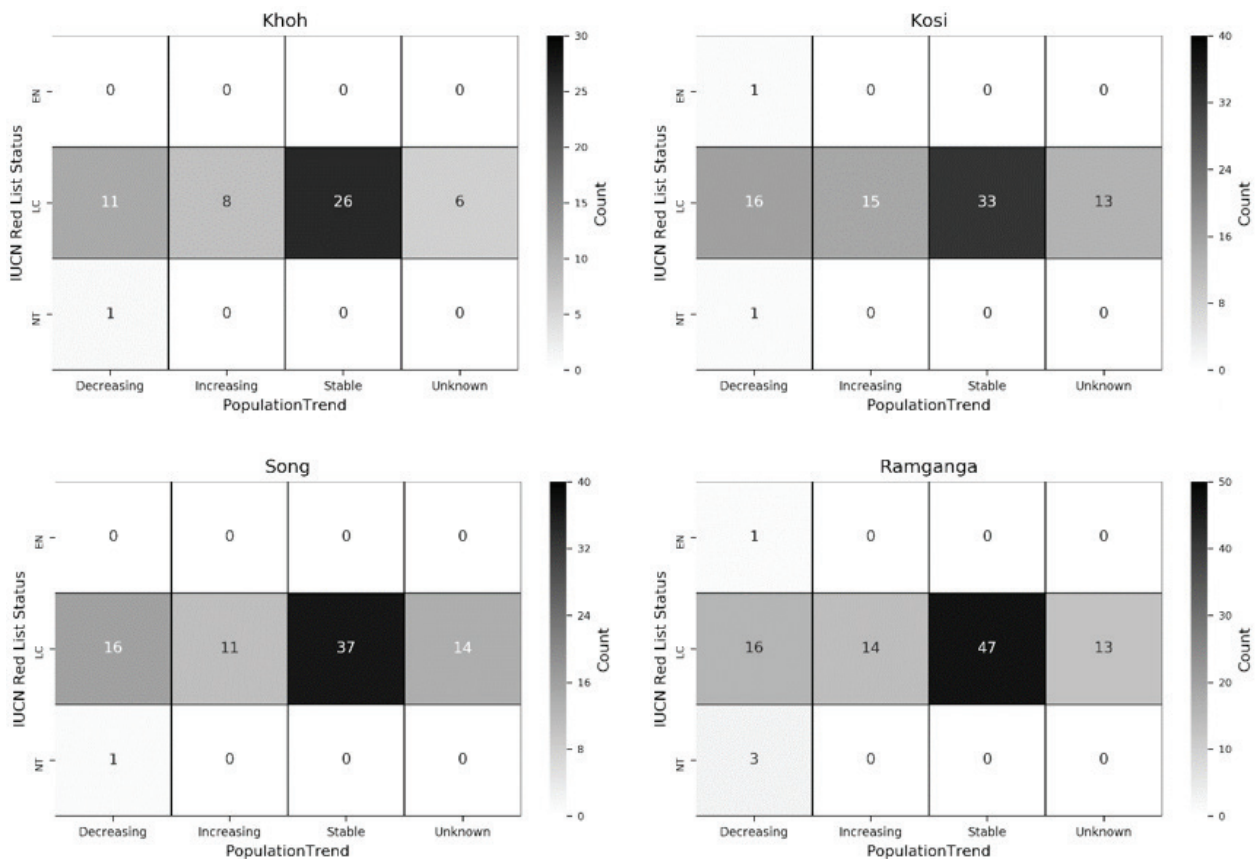 Khoh
IUCN Red List Status
EN
LC
NT
0 0 0 0
11 8 26 6
1 0 0 0
Decreasing Increasing Stable Unknown
PopulationTrend
30
25
20
15
10
5
0
Count
Kosi
IUCN Red List Status
EN
LC
NT
1 0 0 0
16 15 33 13
1 0 0 0
Decreasing Increasing Stable Unknown
PopulationTrend
40
32
24
16
8
0
Count
Song
IUCN Red List Status
EN
LC
NT
0 0 0 0
16 11 37 14
1 0 0 0
Decreasing Increasing Stable Unknown
PopulationTrend
40
32
24
16
8
0
Count
Ramganga
IUCN Red List Status
EN
LC
NT
1 0 0 0
16 14 47 13
3 0 0 0
Decreasing Increasing Stable Unknown
PopulationTrend
50
40
30
20
10
0
Count